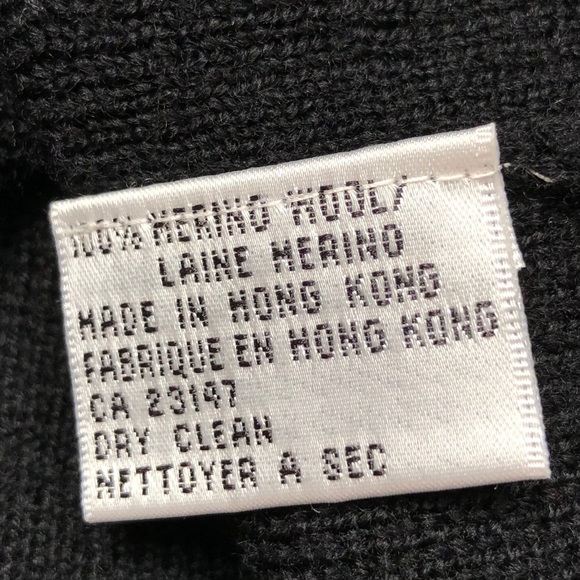 100% MERINO WOOL/
LAINE MERINO
MADE IN HONG KONG
FABRIQUE EN HONG KONG
CA 23147
DRY CLEAN
NETTOYER A SEC